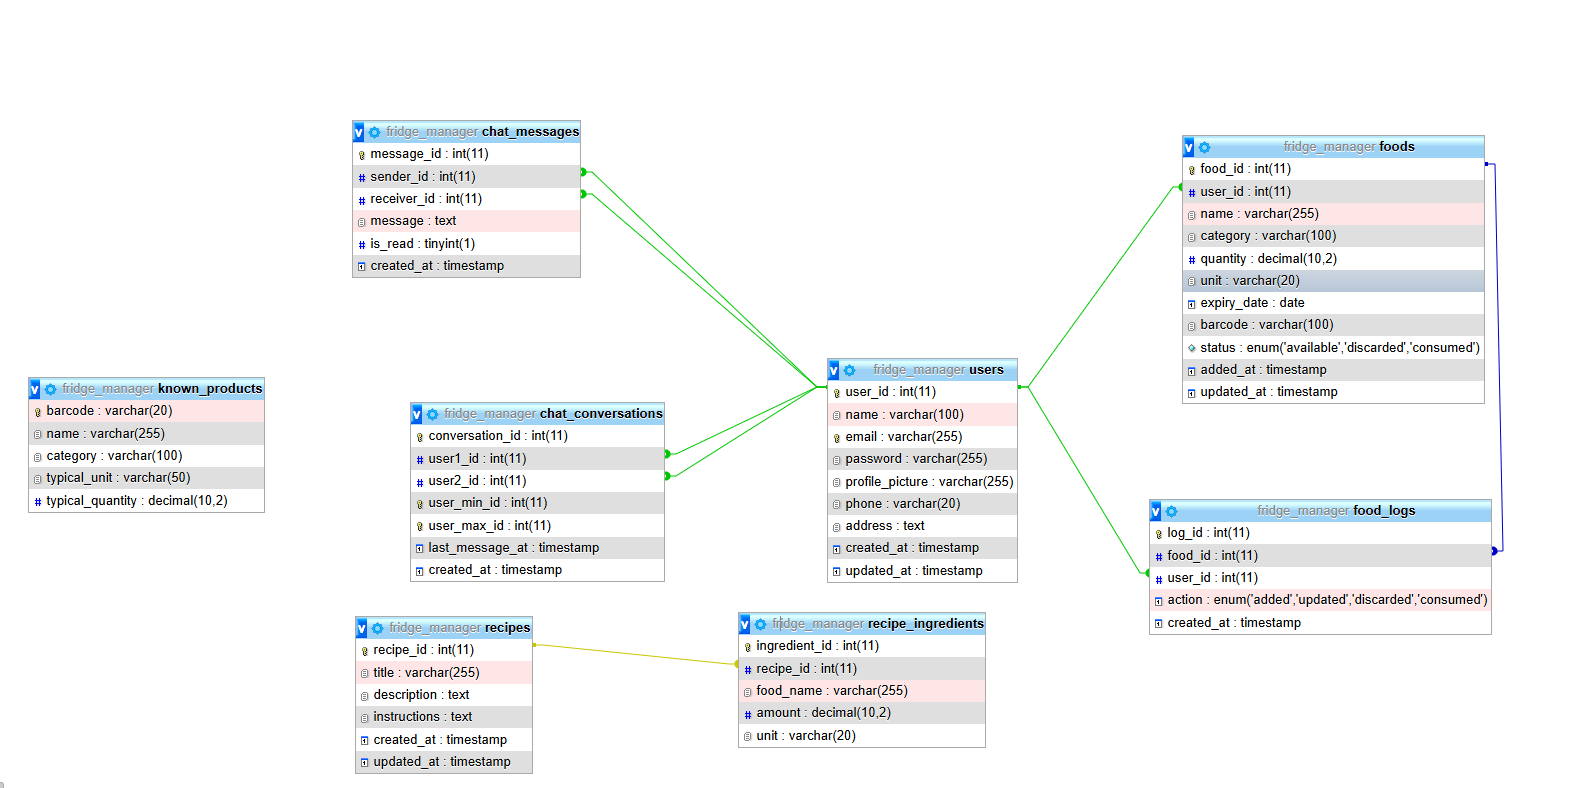 fridge_manager chat_messages
message_id : int(11)
sender_id : int(11)
receiver_id : int(11)
message : text
is_read : tinyint(1)
created_at : timestamp
fridge_manager foods
food_id : int(11)
user_id : int(11)
name : varchar(255)
category : varchar(100)
quantity : decimal(10,2)
unit : varchar(20)
expiry_date : date
barcode : varchar(100)
status : enum('available','discarded','consumed')
added_at : timestamp
updated_at : timestamp
fridge_manager known_products
barcode : varchar(20)
name : varchar(255)
category : varchar(100)
typical_unit : varchar(50)
typical_quantity : decimal(10,2)
fridge_manager chat_conversations
conversation_id : int(11)
user1_id : int(11)
user2_id : int(11)
user_min_id : int(11)
user_max_id : int(11)
last_message_at : timestamp
created_at : timestamp
fridge_manager users
user_id : int(11)
name : varchar(100)
email : varchar(255)
password : varchar(255)
profile_picture : varchar(255)
phone : varchar(20)
address : text
created_at : timestamp
updated_at : timestamp
fridge_manager food_logs
log_id : int(11)
food_id : int(11)
user_id : int(11)
action : enum('added','updated','discarded','consumed')
created_at : timestamp
fridge_manager recipes
recipe_id : int(11)
title : varchar(255)
description : text
instructions : text
created_at : timestamp
updated_at : timestamp
fridge_manager recipe_ingredients
ingredient_id : int(11)
recipe_id : int(11)
food_name : varchar(255)
amount : decimal(10,2)
unit : varchar(20)